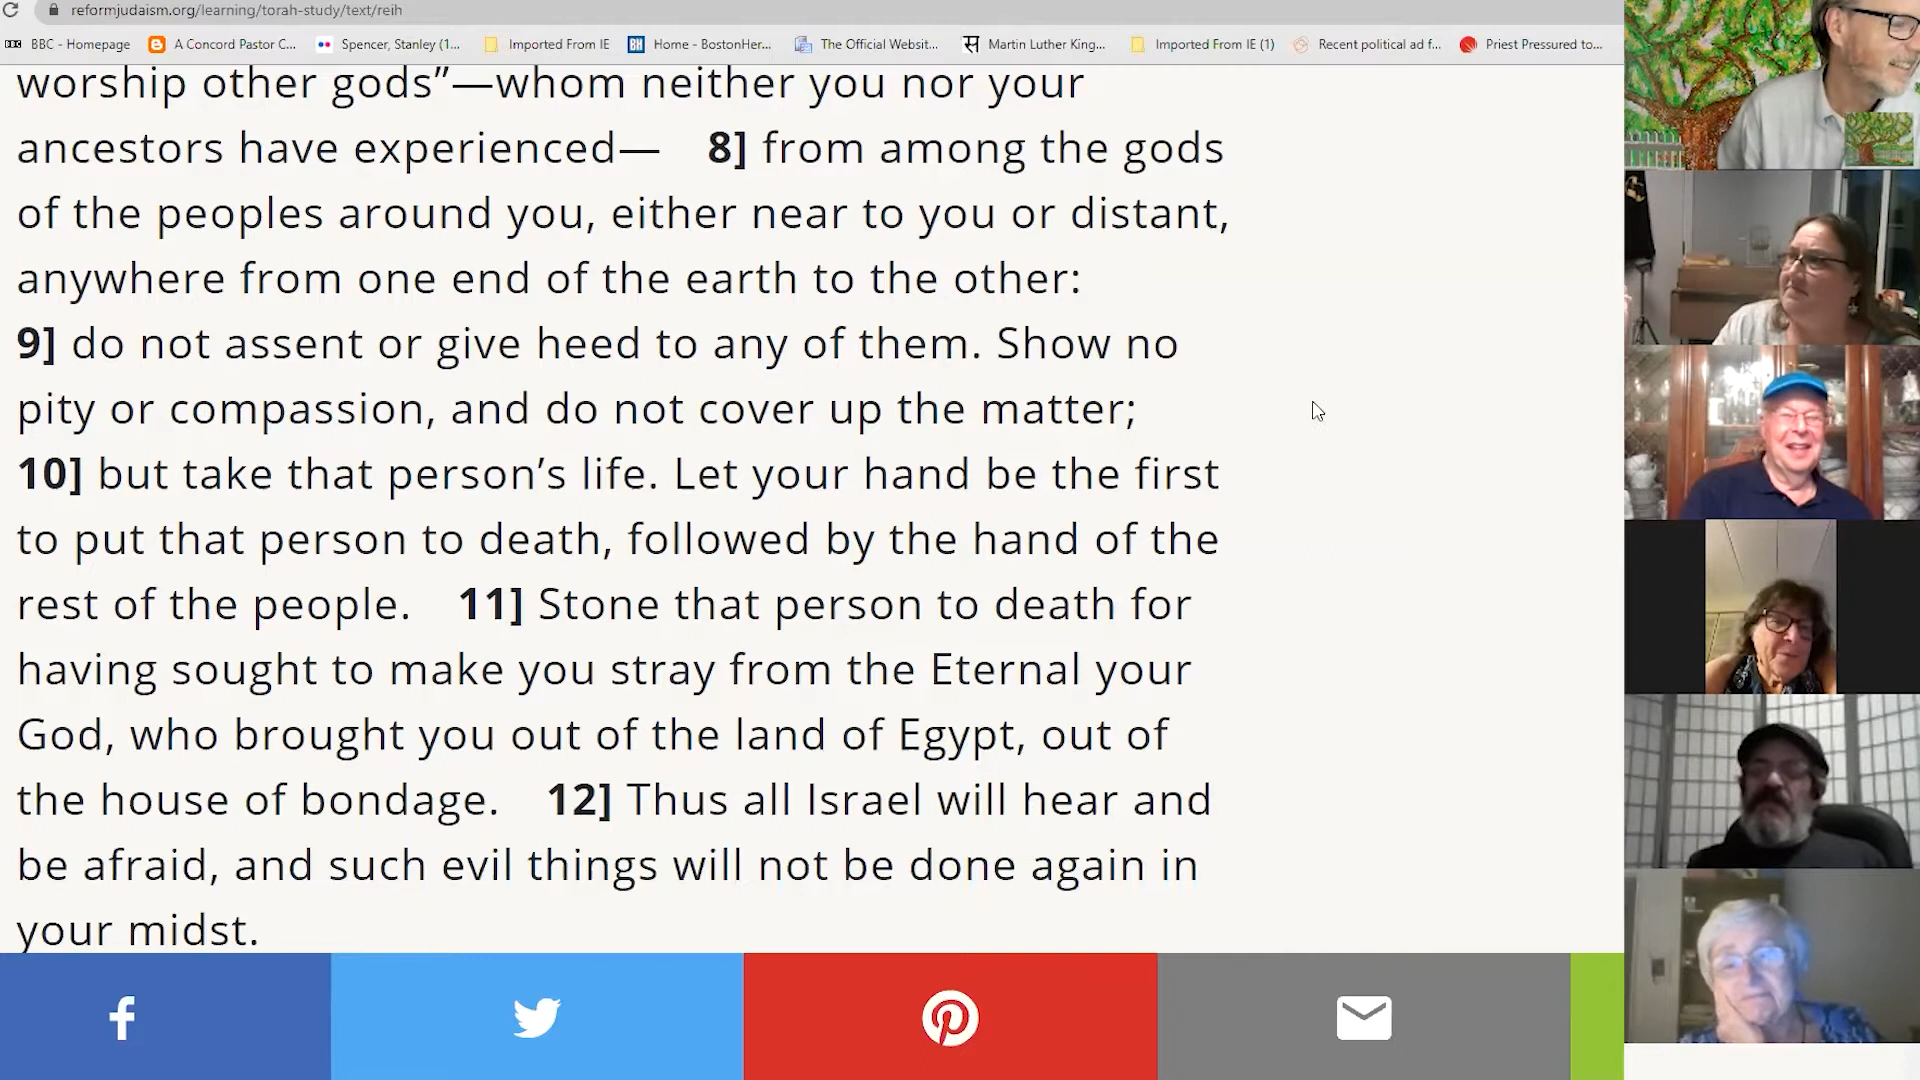 reformjudaism.org/learning/torah-study/text/reih
BBC BBC - Homepage A Concord Pastor C... Spencer, Stanley (1... Imported From IE BH Home - BostonHer... The Official Websit... Martin Luther King... Imported From IE (1) Recent political ad f... Priest Pressured to...
worship other gods”—whom neither you nor your
ancestors have experienced— 8] from among the gods
of the peoples around you, either near to you or distant,
anywhere from one end of the earth to the other:
9] do not assent or give heed to any of them. Show no
pity or compassion, and do not cover up the matter;
10] but take that person’s life. Let your hand be the first
to put that person to death, followed by the hand of the
rest of the people. 11] Stone that person to death for
having sought to make you stray from the Eternal your
God, who brought you out of the land of Egypt, out of
the house of bondage. 12] Thus all Israel will hear and
be afraid, and such evil things will not be done again in
your midst.